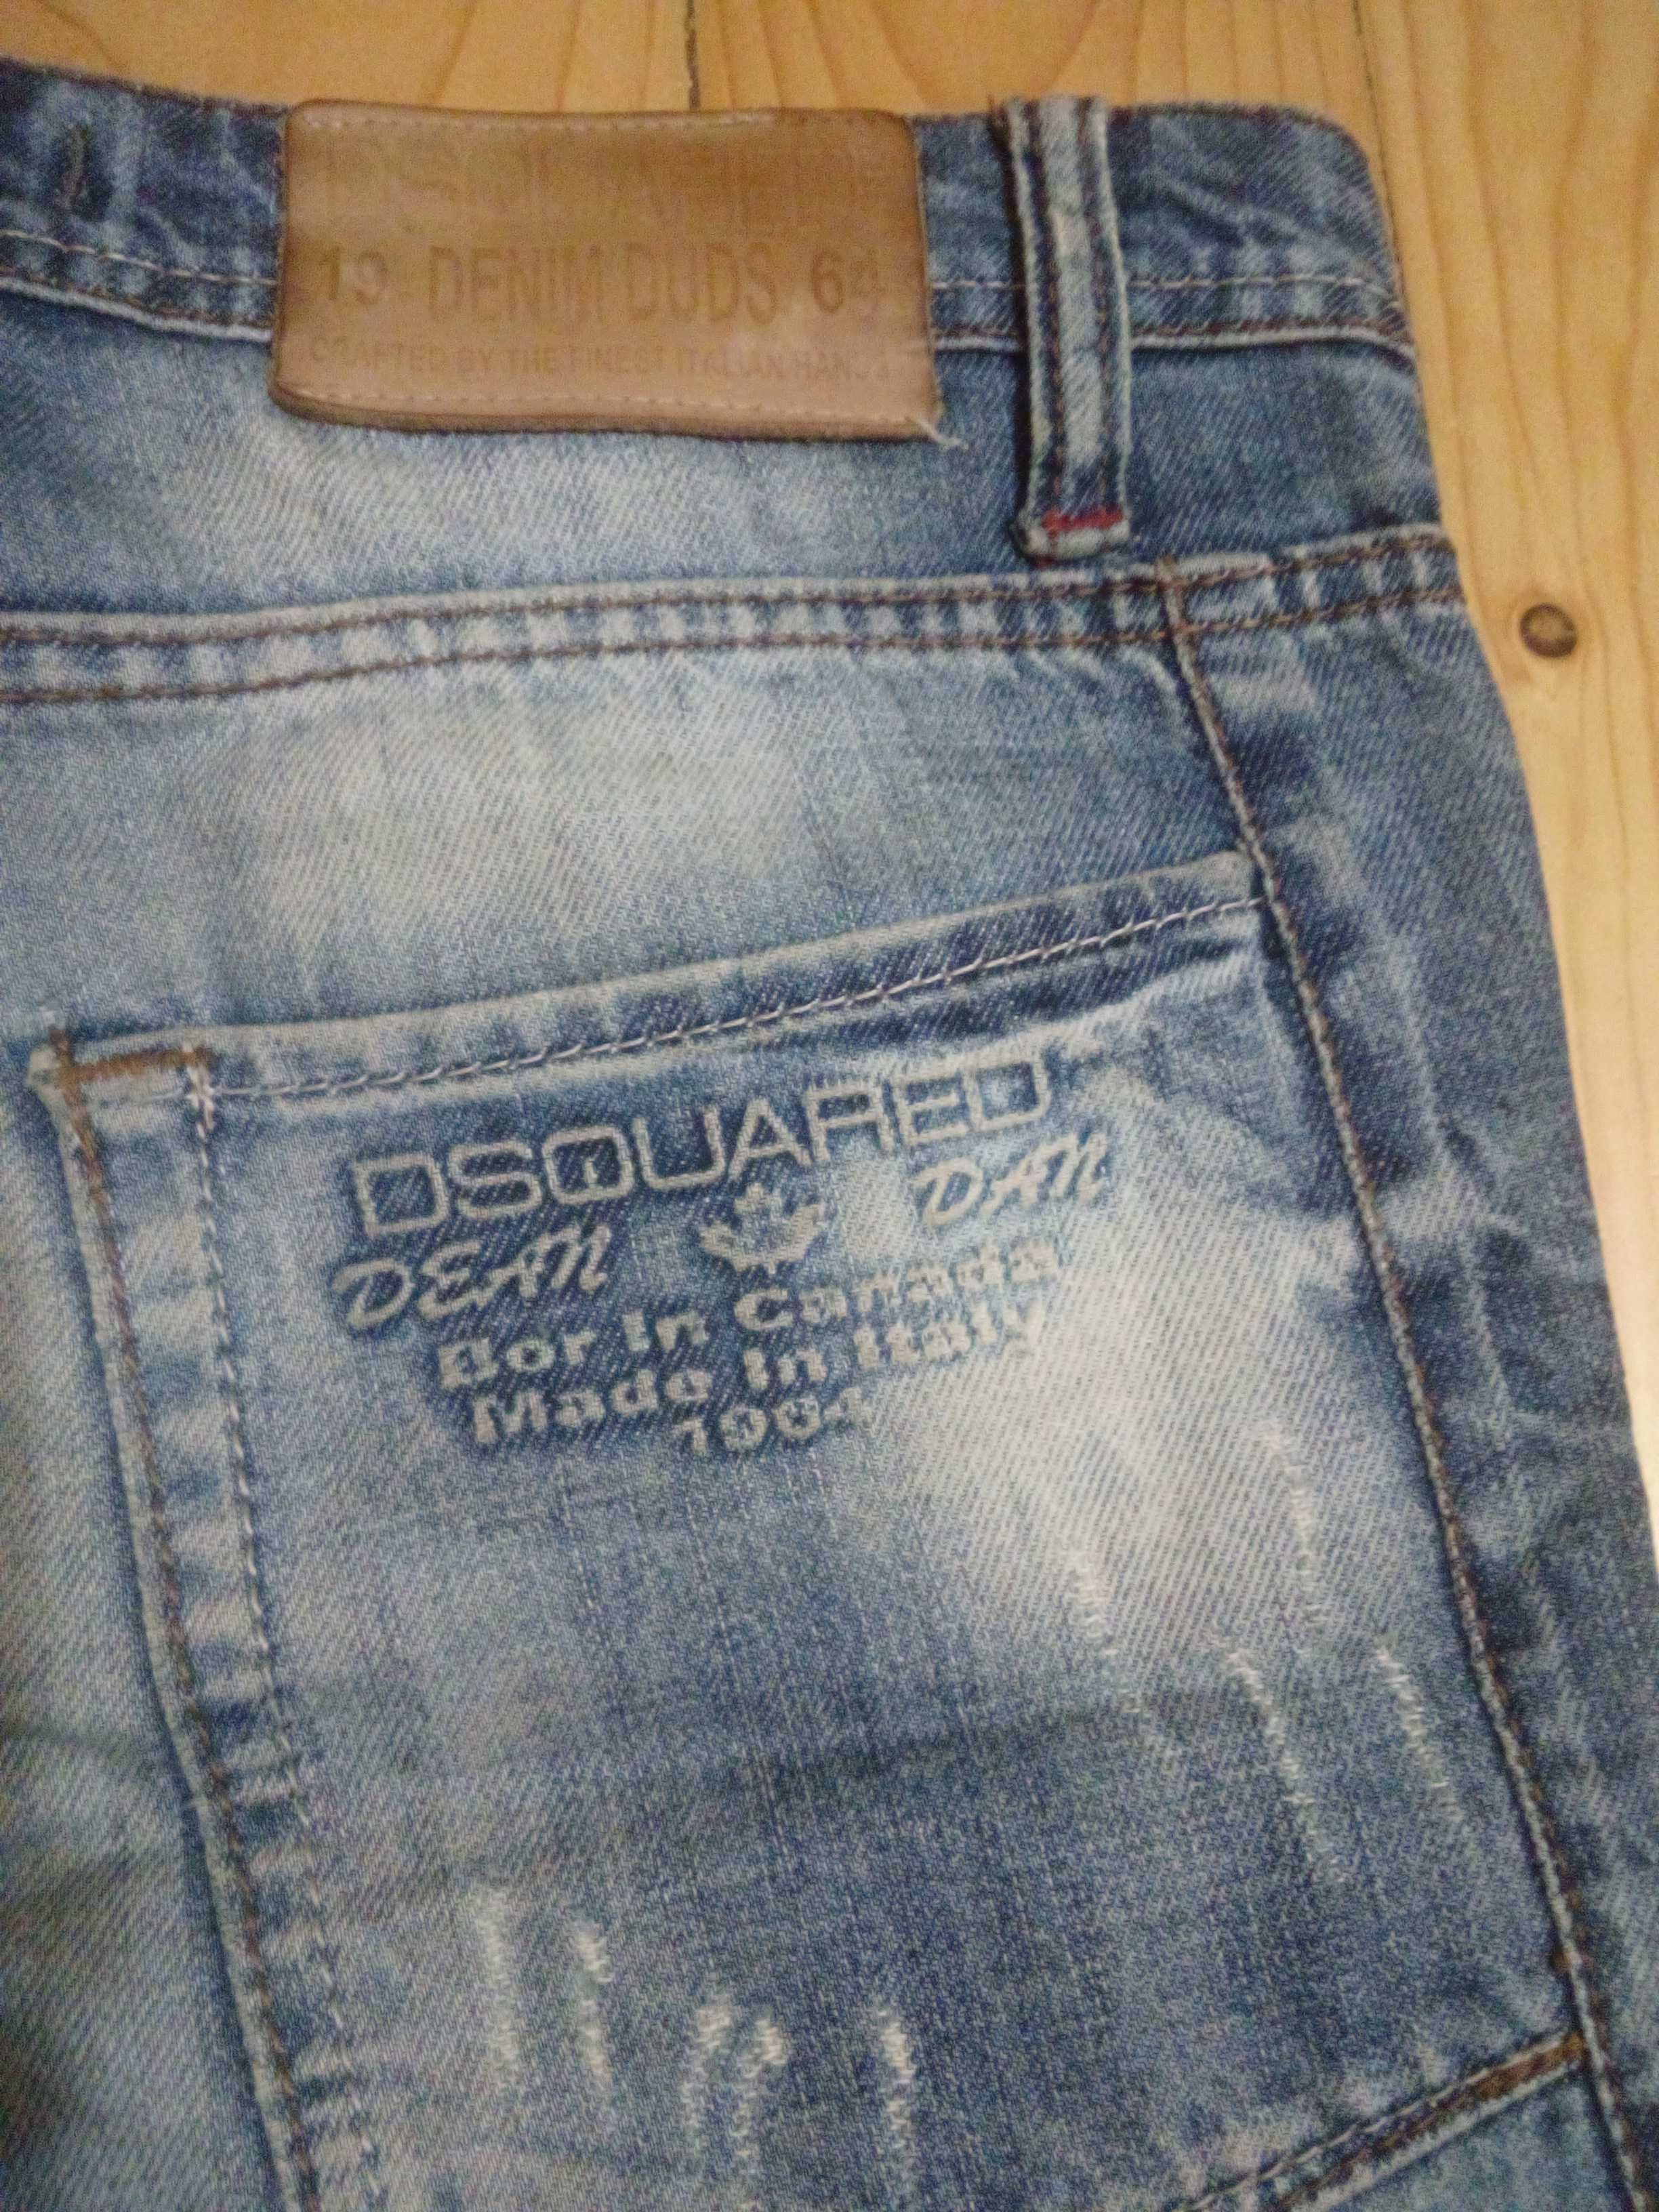 19 DENIM DUDS 64
CRAFTED BY THE FINEST ITALIAN HANDS
DSQUARED
DEAN DAN
Bor In Canada
Made In Italy
1964